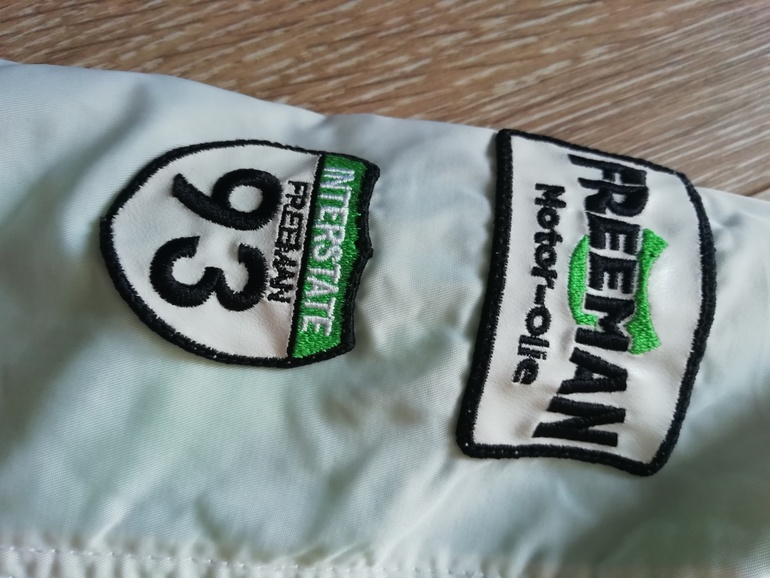 FREEMAN
Motor-Olie
INTERSTATE
FREEMAN
93